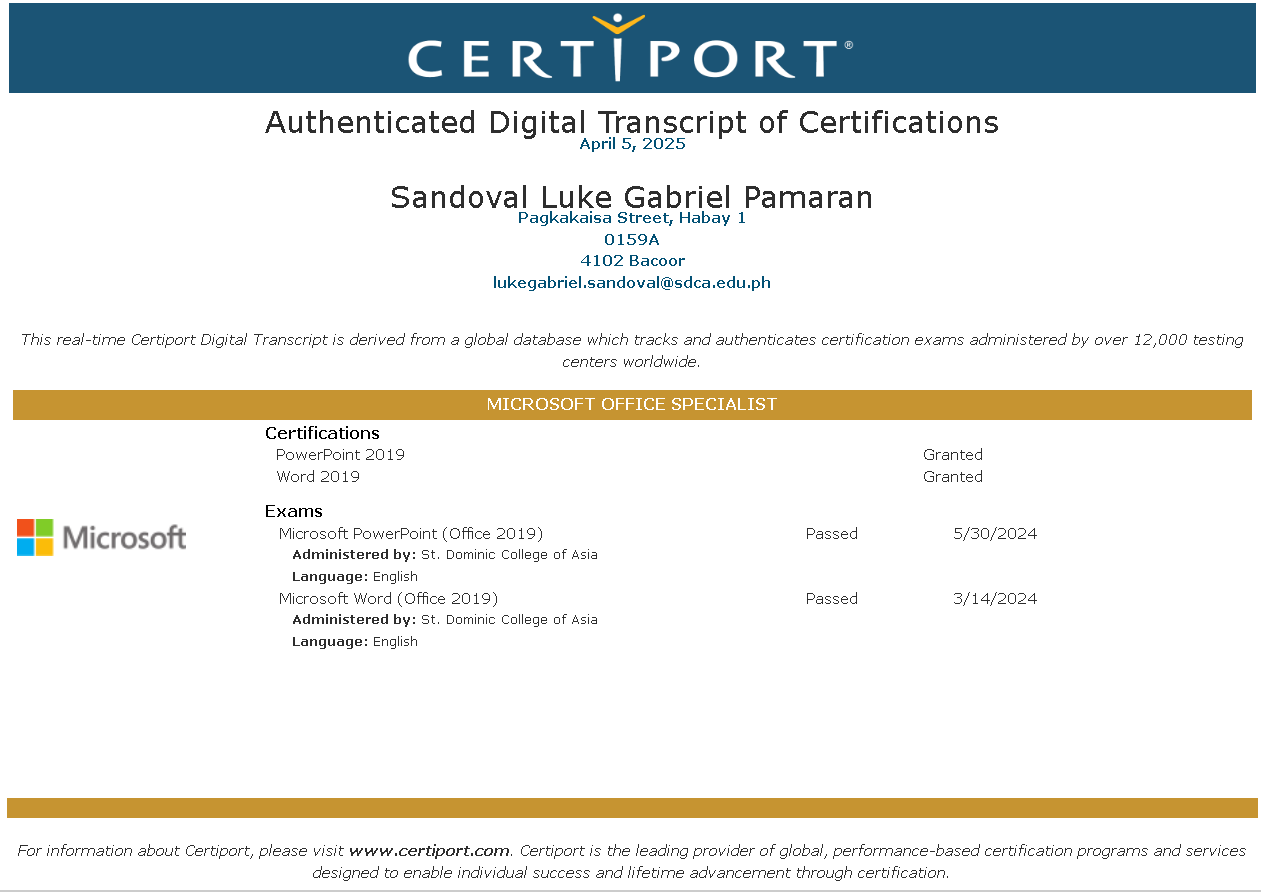 CERTIPORT®
Authenticated Digital Transcript of Certifications
April 5, 2025
Sandoval Luke Gabriel Pamaran
Pagkakaisa Street, Habay 1
0159A
4102 Bacoor
lukegabriel.sandoval@sdca.edu.ph
This real-time Certiport Digital Transcript is derived from a global database which tracks and authenticates certification exams administered by over 12,000 testing
centers worldwide.
MICROSOFT OFFICE SPECIALIST
Certifications
PowerPoint 2019 Granted
Word 2019 Granted
Exams
Microsoft
Microsoft PowerPoint (Office 2019) Passed 5/30/2024
Administered by: St. Dominic College of Asia
Language: English
Microsoft Word (Office 2019) Passed 3/14/2024
Administered by: St. Dominic College of Asia
Language: English
For information about Certiport, please visit www.certiport.com. Certiport is the leading provider of global, performance-based certification programs and services
designed to enable individual success and lifetime advancement through certification.